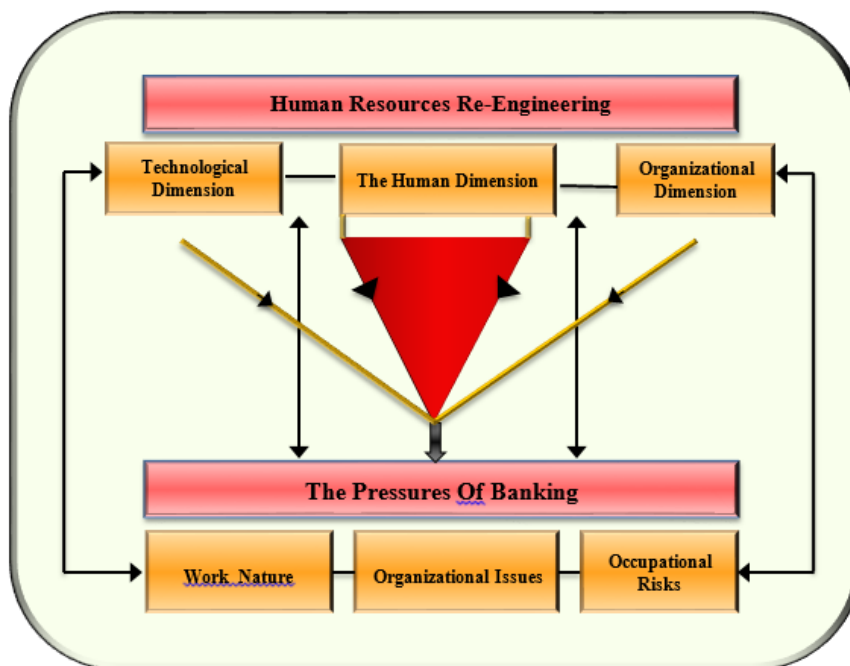 Human Resources Re-Engineering
Technological
Dimension
The Human Dimension
Organizational
Dimension
The Pressures Of Banking
Work Nature
Organizational Issues
Occupational
Risks